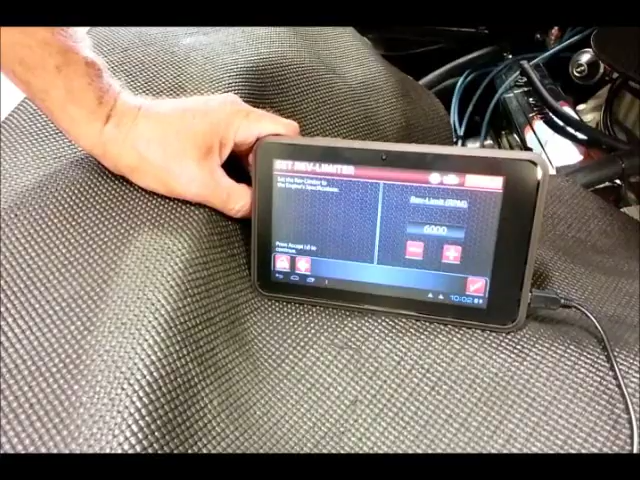 SET REV-LIMITER
Set the Rev-Limiter to
the Engine's Specifications.
Rev-Limit (RPM)
6000
Press Accept to
continue.
10:02